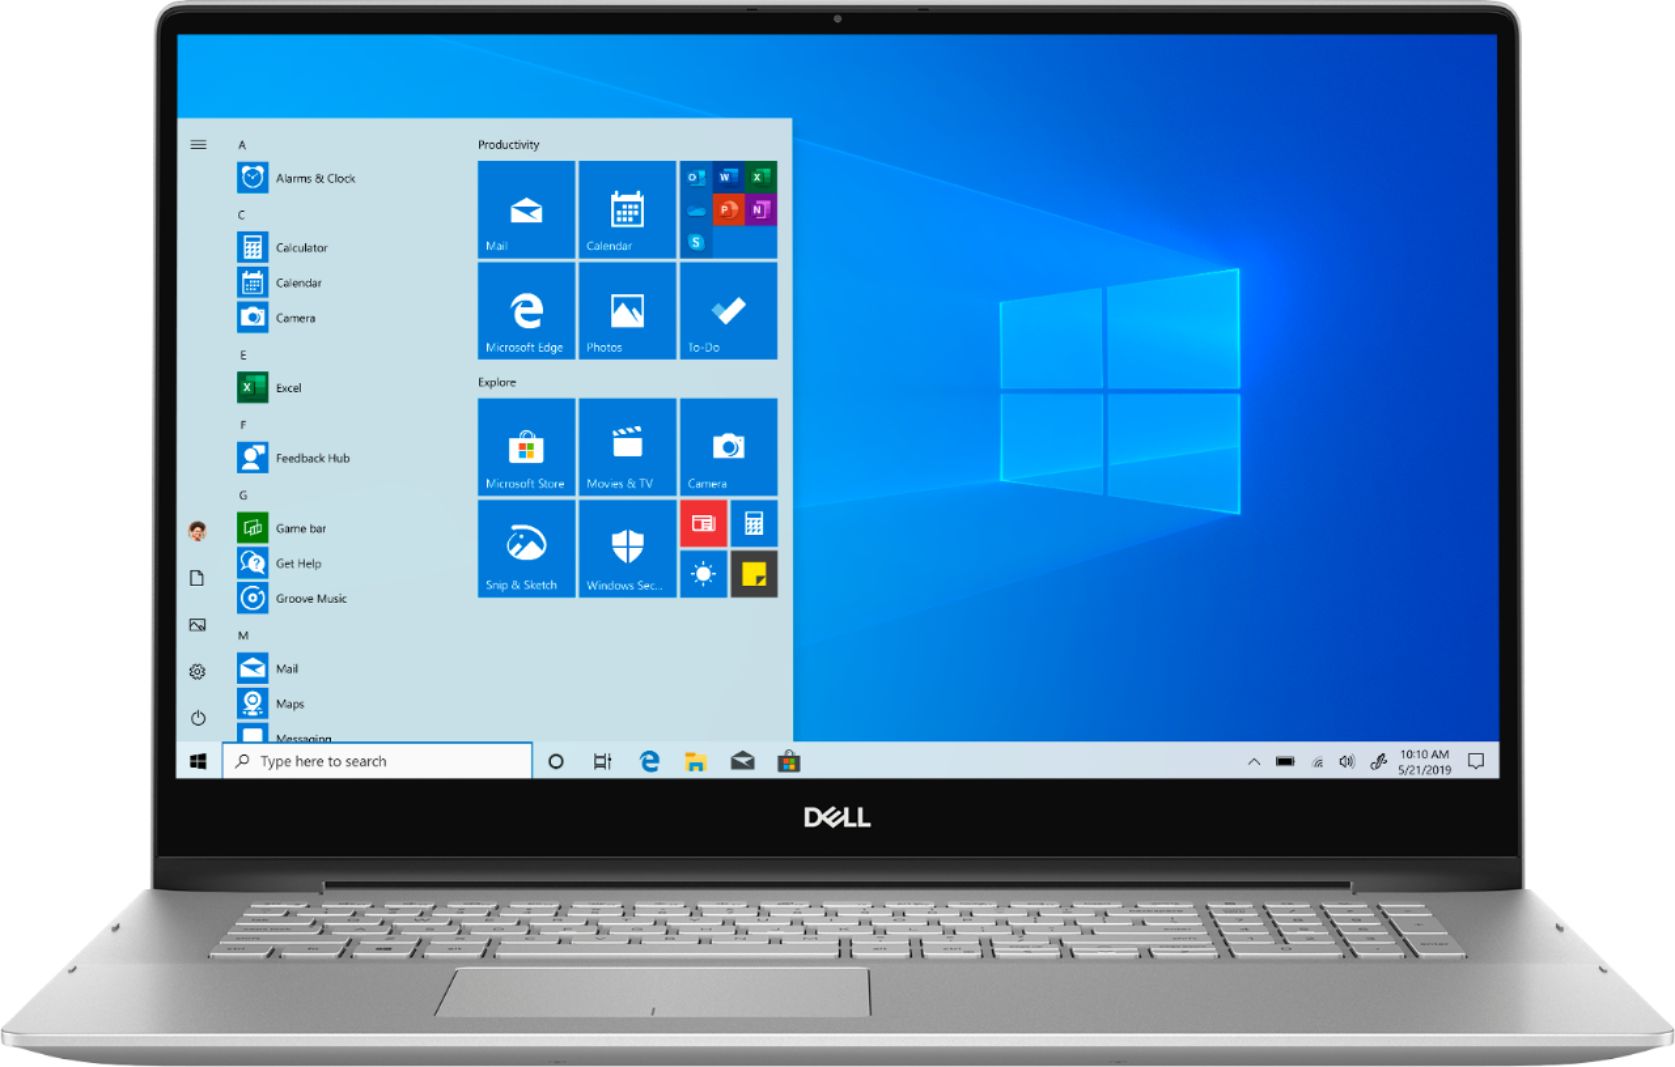 A
Alarms & Clock
C
Calculator
Calendar
Camera
E
Excel
F
Feedback Hub
G
Game bar
Get Help
Groove Music
M
Mail
Maps
Messaging
Productivity
Mail
Calendar
Microsoft Edge
Photos
To-Do
Explore
Microsoft Store
Movies & TV
Camera
Snip & Sketch
Windows Sec...
Type here to search
10:10 AM
5/21/2019
DELL